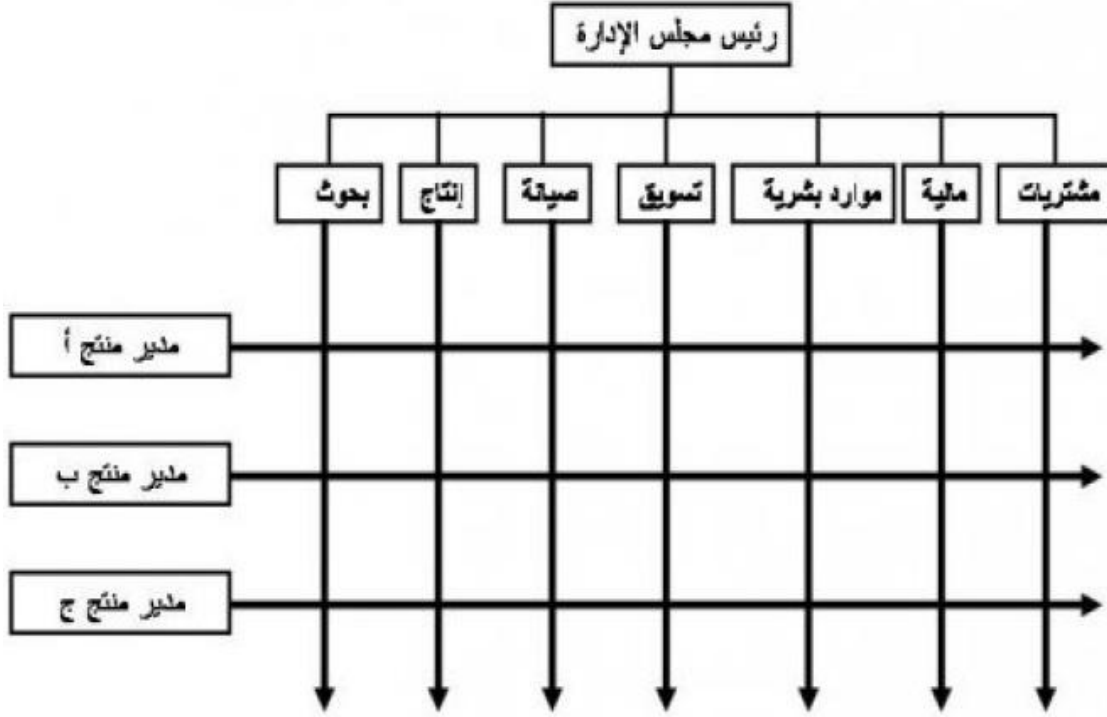 رئيس مجلس الإدارة
مشتريات
مالية
موارد بشرية
تسويق
صيانة
إنتاج
بحوث
مدير منتج أ
مدير منتج ب
مدير منتج ج